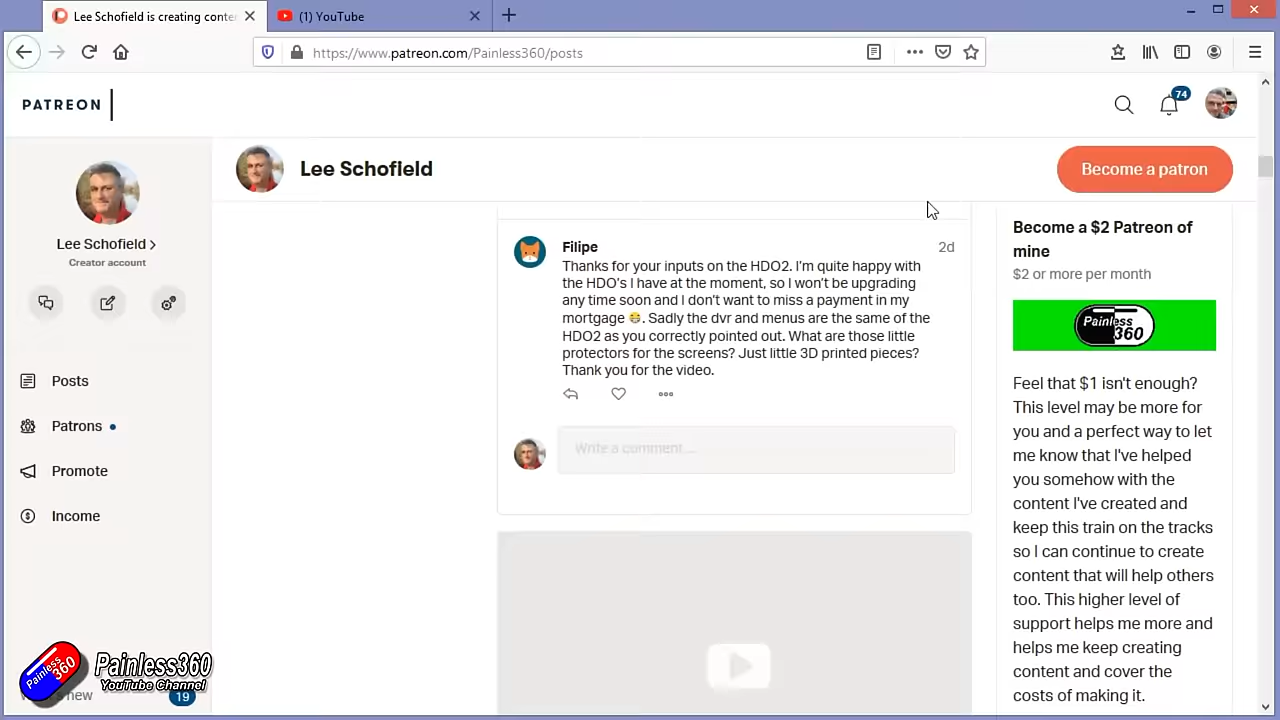 Lee Schofield is creating conte
(1) YouTube
https://www.patreon.com/Painless360/posts
PATREON
74
Lee Schofield
Become a patron
Lee Schofield
Creator account
Posts
Patrons
Promote
Income
19
Filipe
2d
Thanks for your inputs on the HDO2. I'm quite happy with
the HDO's I have at the moment, so I won't be upgrading
any time soon and I don't want to miss a payment in my
mortgage 😂. Sadly the dvr and menus are the same of the
HDO2 as you correctly pointed out. What are those little
protectors for the screens? Just little 3D printed pieces?
Thank you for the video.
Write a comment...
Become a $2 Patreon of
mine
$2 or more per month
Painless
360
Feel that $1 isn't enough?
This level may be more for
you and a perfect way to let
me know that I've helped
you somehow with the
content I've created and
keep this train on the tracks
so I can continue to create
content that will help others
too. This higher level of
support helps me more and
helps me keep creating
content and cover the
costs of making it.
Painless
360
Painless360
YouTube Channel
new